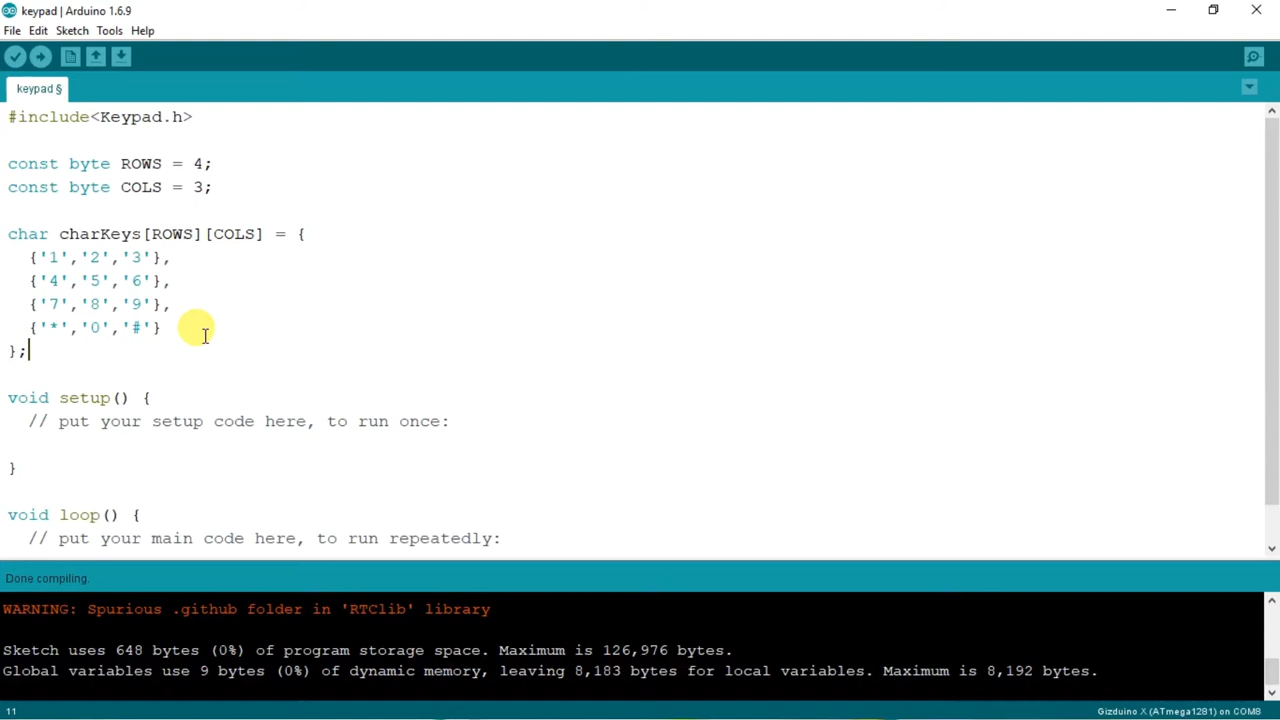 keypad | Arduino 1.6.9
File Edit Sketch Tools Help
keypad §
#include<Keypad.h>
const byte ROWS = 4;
const byte COLS = 3;
char charKeys[ROWS][COLS] = {
{'1','2','3'},
{'4','5','6'},
{'7','8','9'},
{'*','0','#'}
};
void setup() {
// put your setup code here, to run once:
}
void loop() {
// put your main code here, to run repeatedly:
Done compiling.
WARNING: Spurious .github folder in 'RTClib' library
Sketch uses 648 bytes (0%) of program storage space. Maximum is 126,976 bytes.
Global variables use 9 bytes (0%) of dynamic memory, leaving 8,183 bytes for local variables. Maximum is 8,192 bytes.
11
Gizduino X (ATmega1281) on COM8